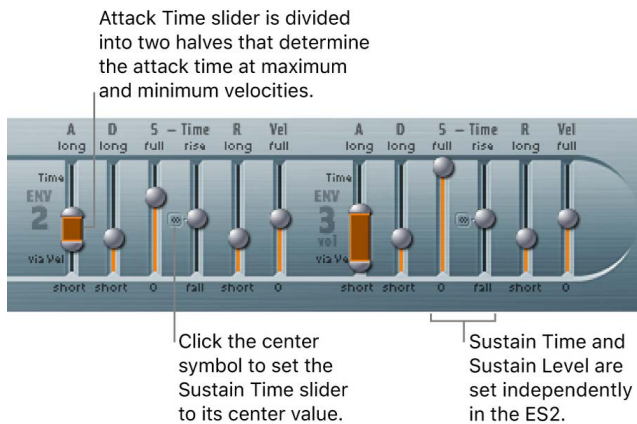 Attack Time slider is divided
into two halves that determine
the attack time at maximum
and minimum velocities.
A D S – Time R Vel A D S – Time R Vel
long long full rise long full long long full rise long full
Time Time
ENV ENV
2 3
vol
via Vel via Ve
short short 0 fall short 0 short short 0 fall short 0
Click the center
symbol to set the
Sustain Time slider
to its center value.
Sustain Time and
Sustain Level are
set independently
in the ES2.